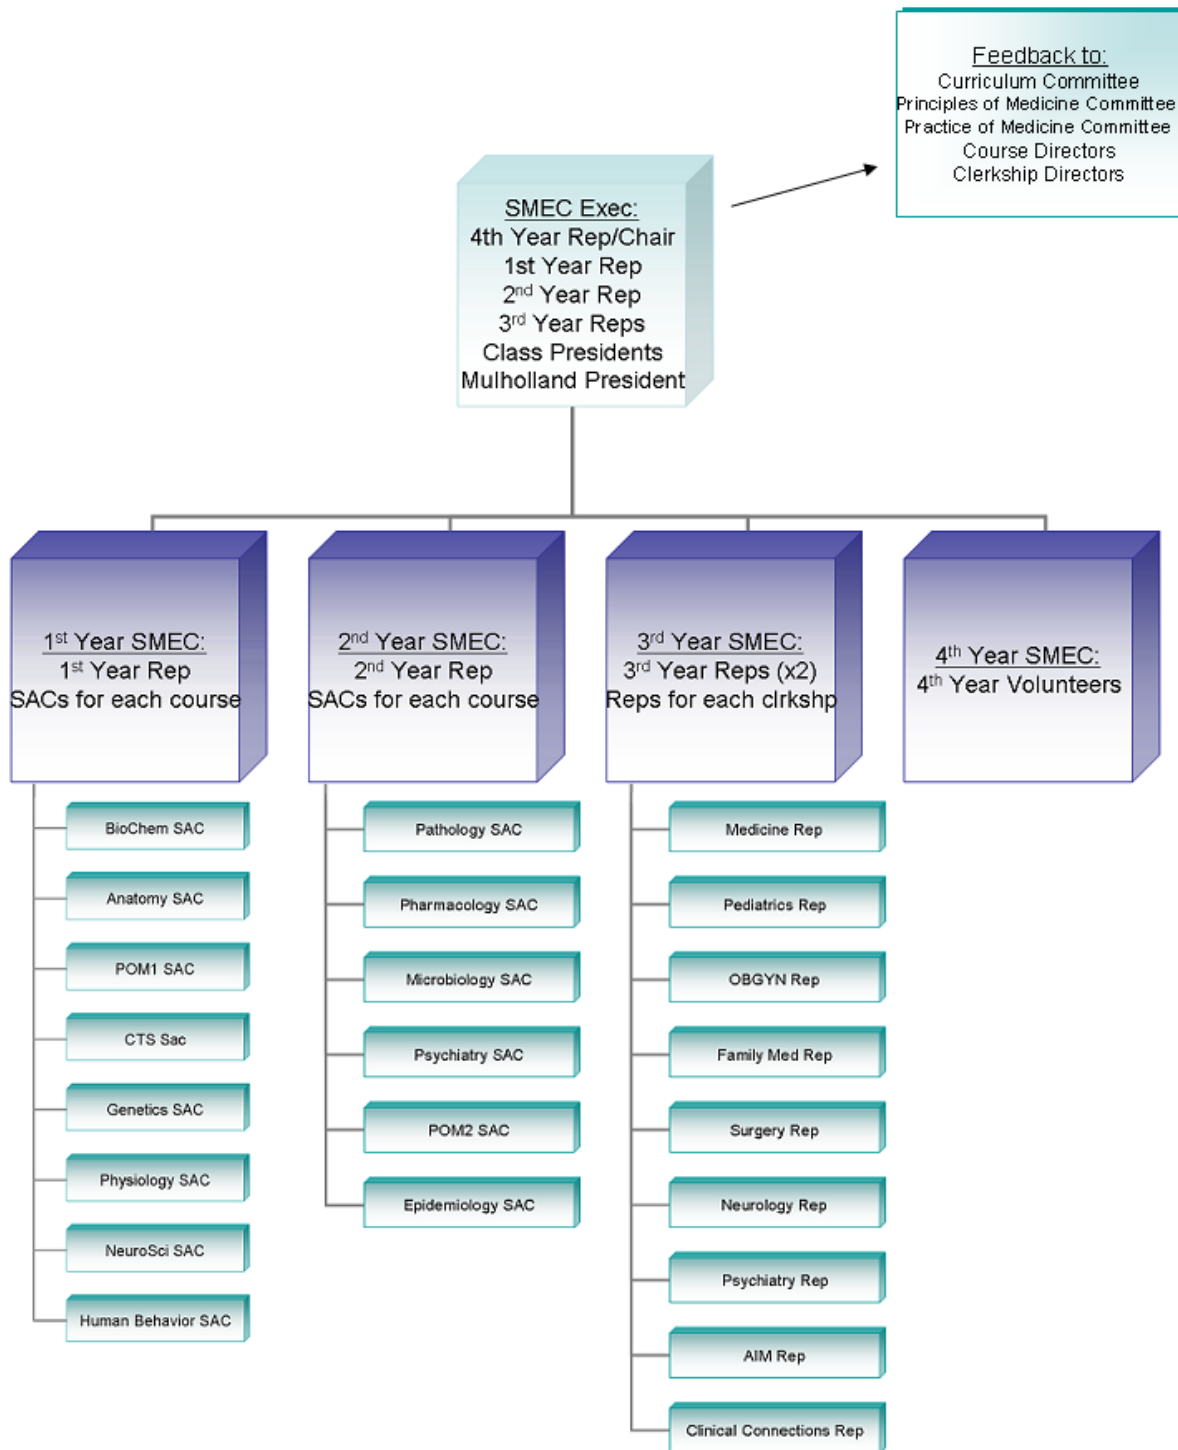 Feedback to:
Curriculum Committee
Principles of Medicine Committee
Practice of Medicine Committee
Course Directors
Clerkship Directors
SMEC Exec:
4th Year Rep/Chair
1st Year Rep
2nd Year Rep
3rd Year Reps
Class Presidents
Mulholland President
1st Year SMEC:
1st Year Rep
SACs for each course
2nd Year SMEC:
2nd Year Rep
SACs for each course
3rd Year SMEC:
3rd Year Reps (x2)
Reps for each clrkshp
4th Year SMEC:
4th Year Volunteers
BioChem SAC
Anatomy SAC
POM1 SAC
CTS Sac
Genetics SAC
Physiology SAC
NeuroSci SAC
Human Behavior SAC
Pathology SAC
Pharmacology SAC
Microbiology SAC
Psychiatry SAC
POM2 SAC
Epidemiology SAC
Medicine Rep
Pediatrics Rep
OBGYN Rep
Family Med Rep
Surgery Rep
Neurology Rep
Psychiatry Rep
AIM Rep
Clinical Connections Rep